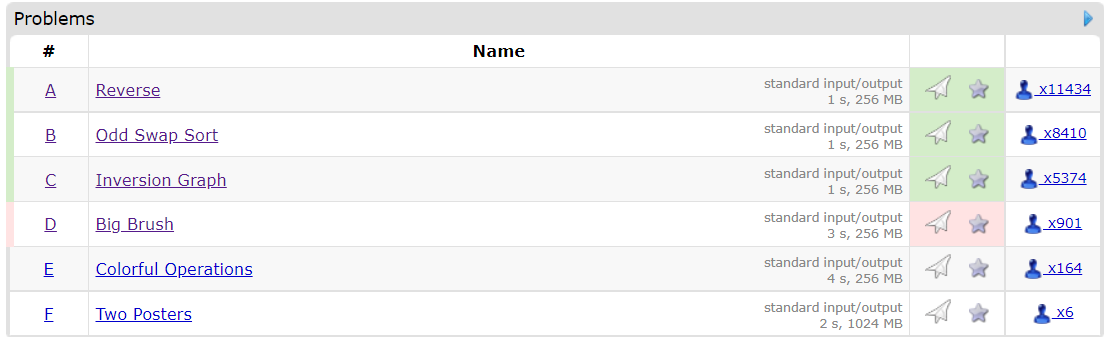 Problems
# Name
A Reverse standard input/output x11434
1 s, 256 MB
B Odd Swap Sort standard input/output x8410
1 s, 256 MB
C Inversion Graph standard input/output x5374
1 s, 256 MB
D Big Brush standard input/output x901
3 s, 256 MB
E Colorful Operations standard input/output x164
4 s, 256 MB
F Two Posters standard input/output x6
2 s, 1024 MB